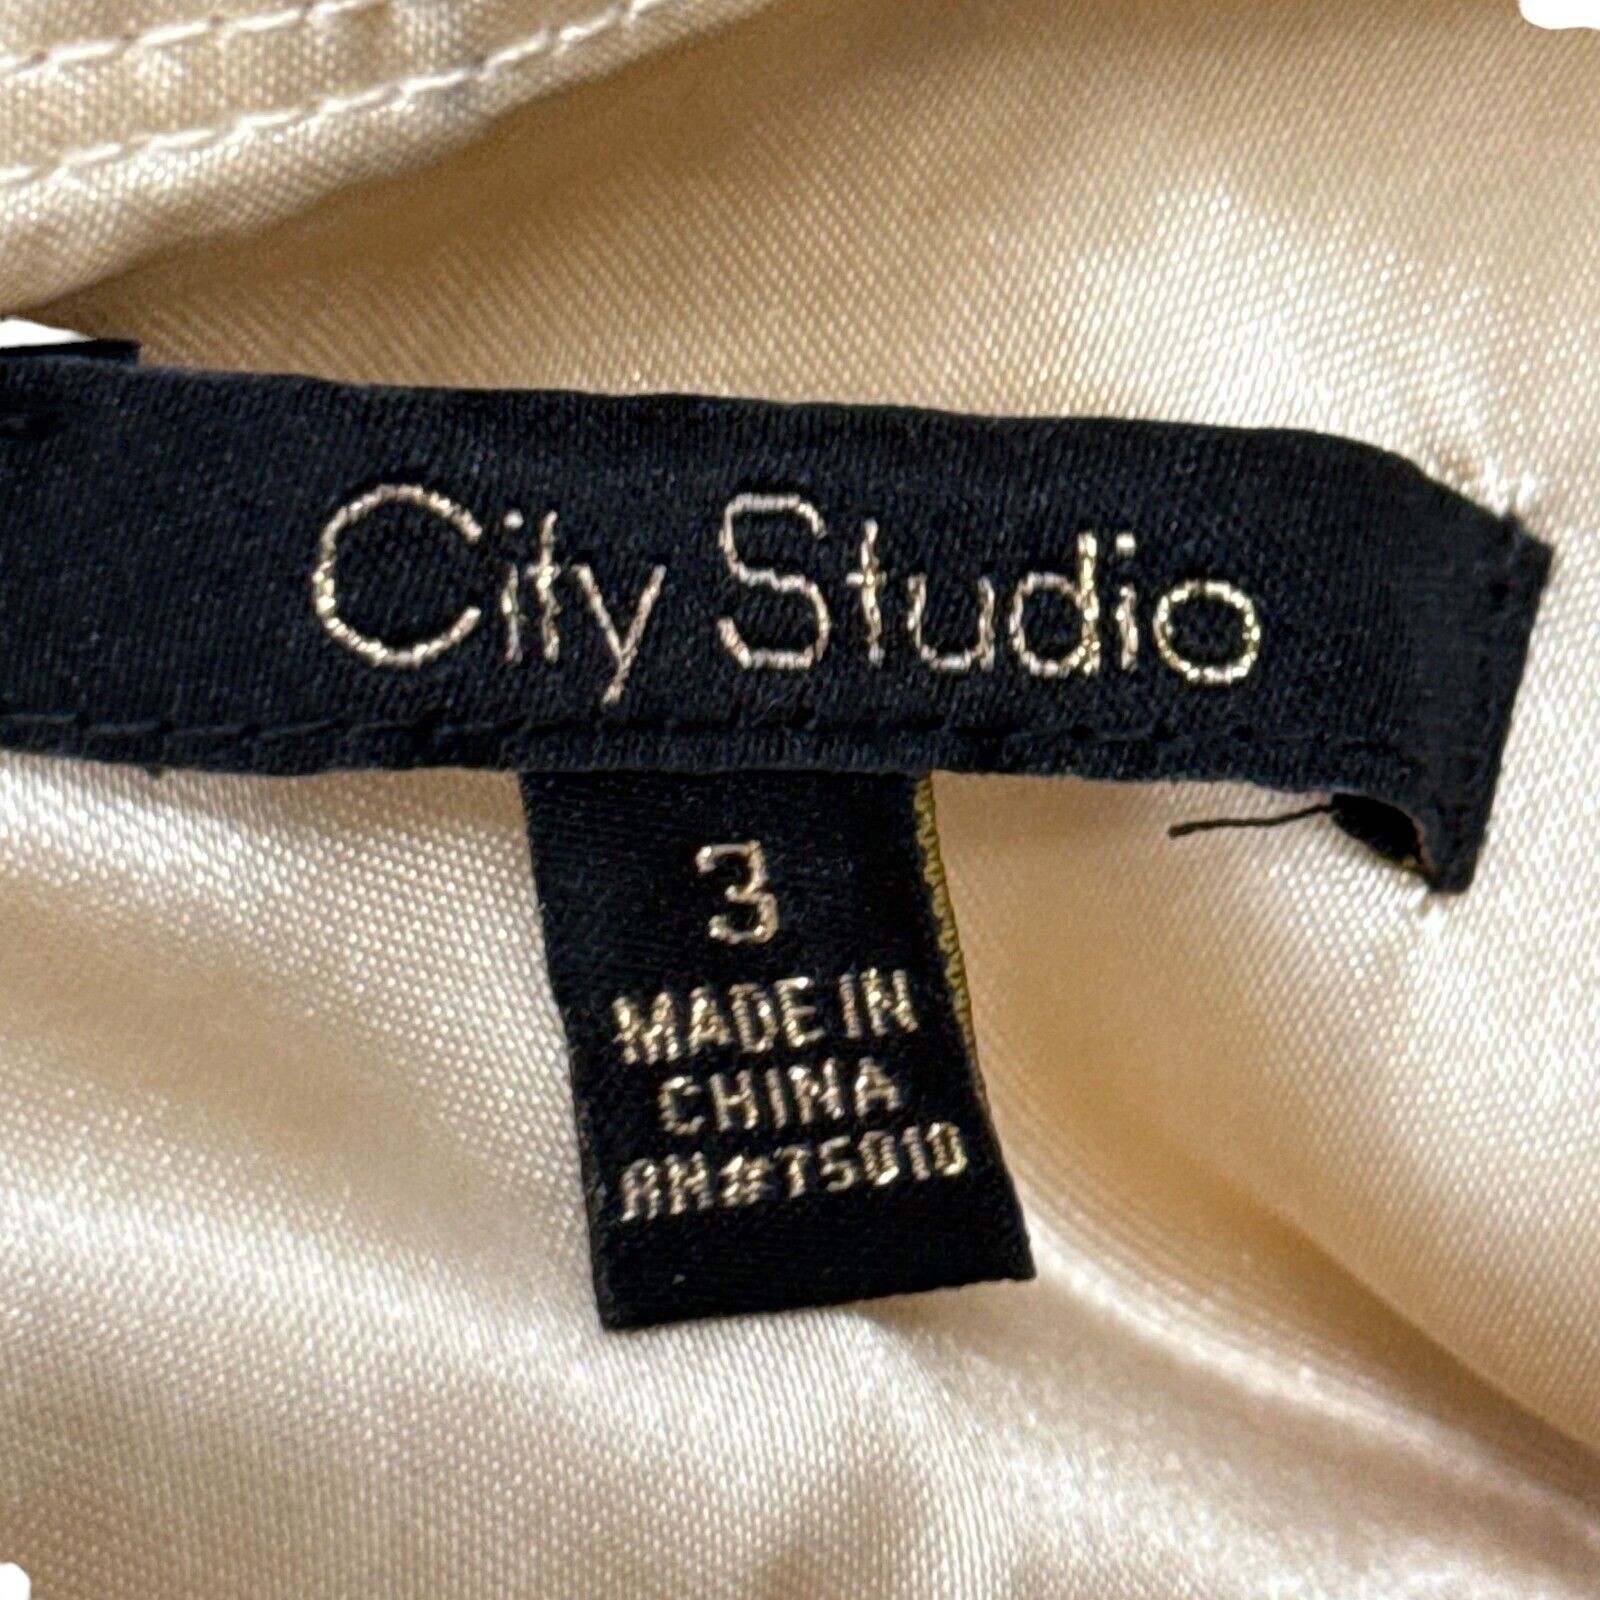 City Studio
3
MADE IN
CHINA
RN#75010